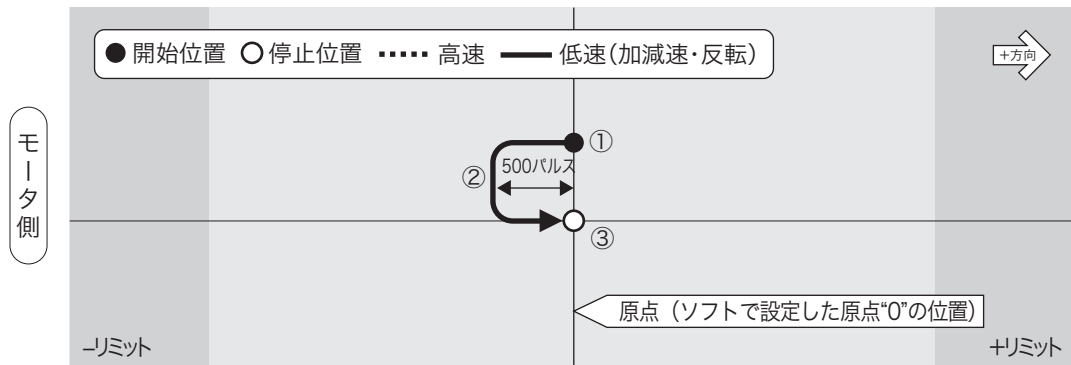 ●開始位置 ○停止位置 ┅┅ 高速 ━━ 低速(加減速・反転)
+方向
モータ側
①
②
500パルス
③
原点（ソフトで設定した原点“0”の位置）
−リミット
+リミット